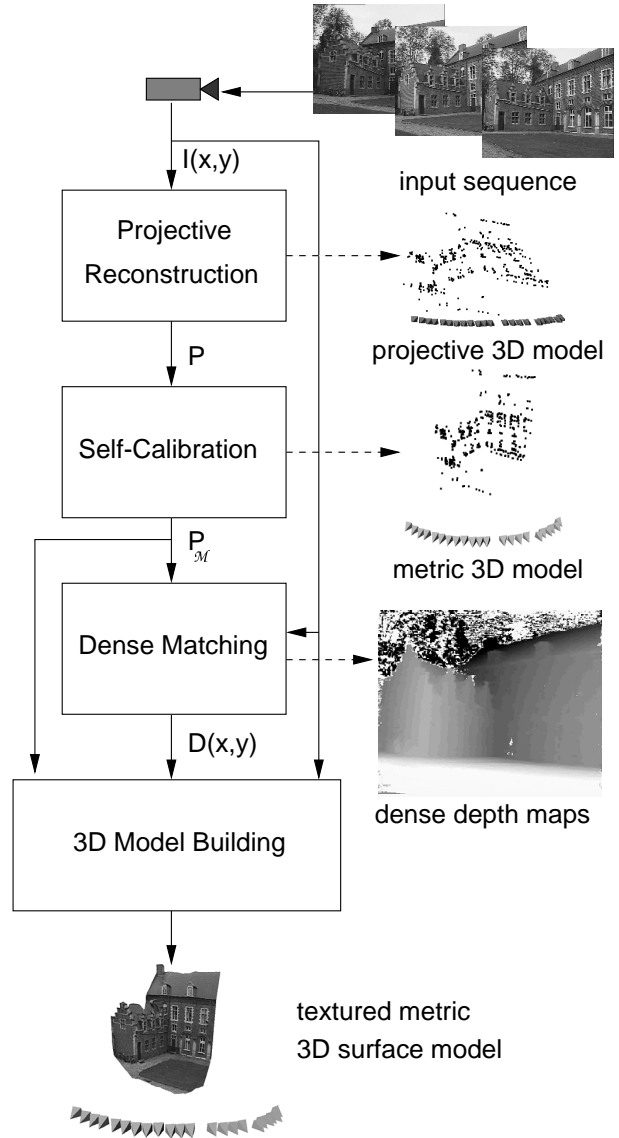 I(x,y)
input sequence
Projective
Reconstruction
projective 3D model
P
Self-Calibration
P_ℳ
metric 3D model
Dense Matching
D(x,y)
dense depth maps
3D Model Building
textured metric
3D surface model